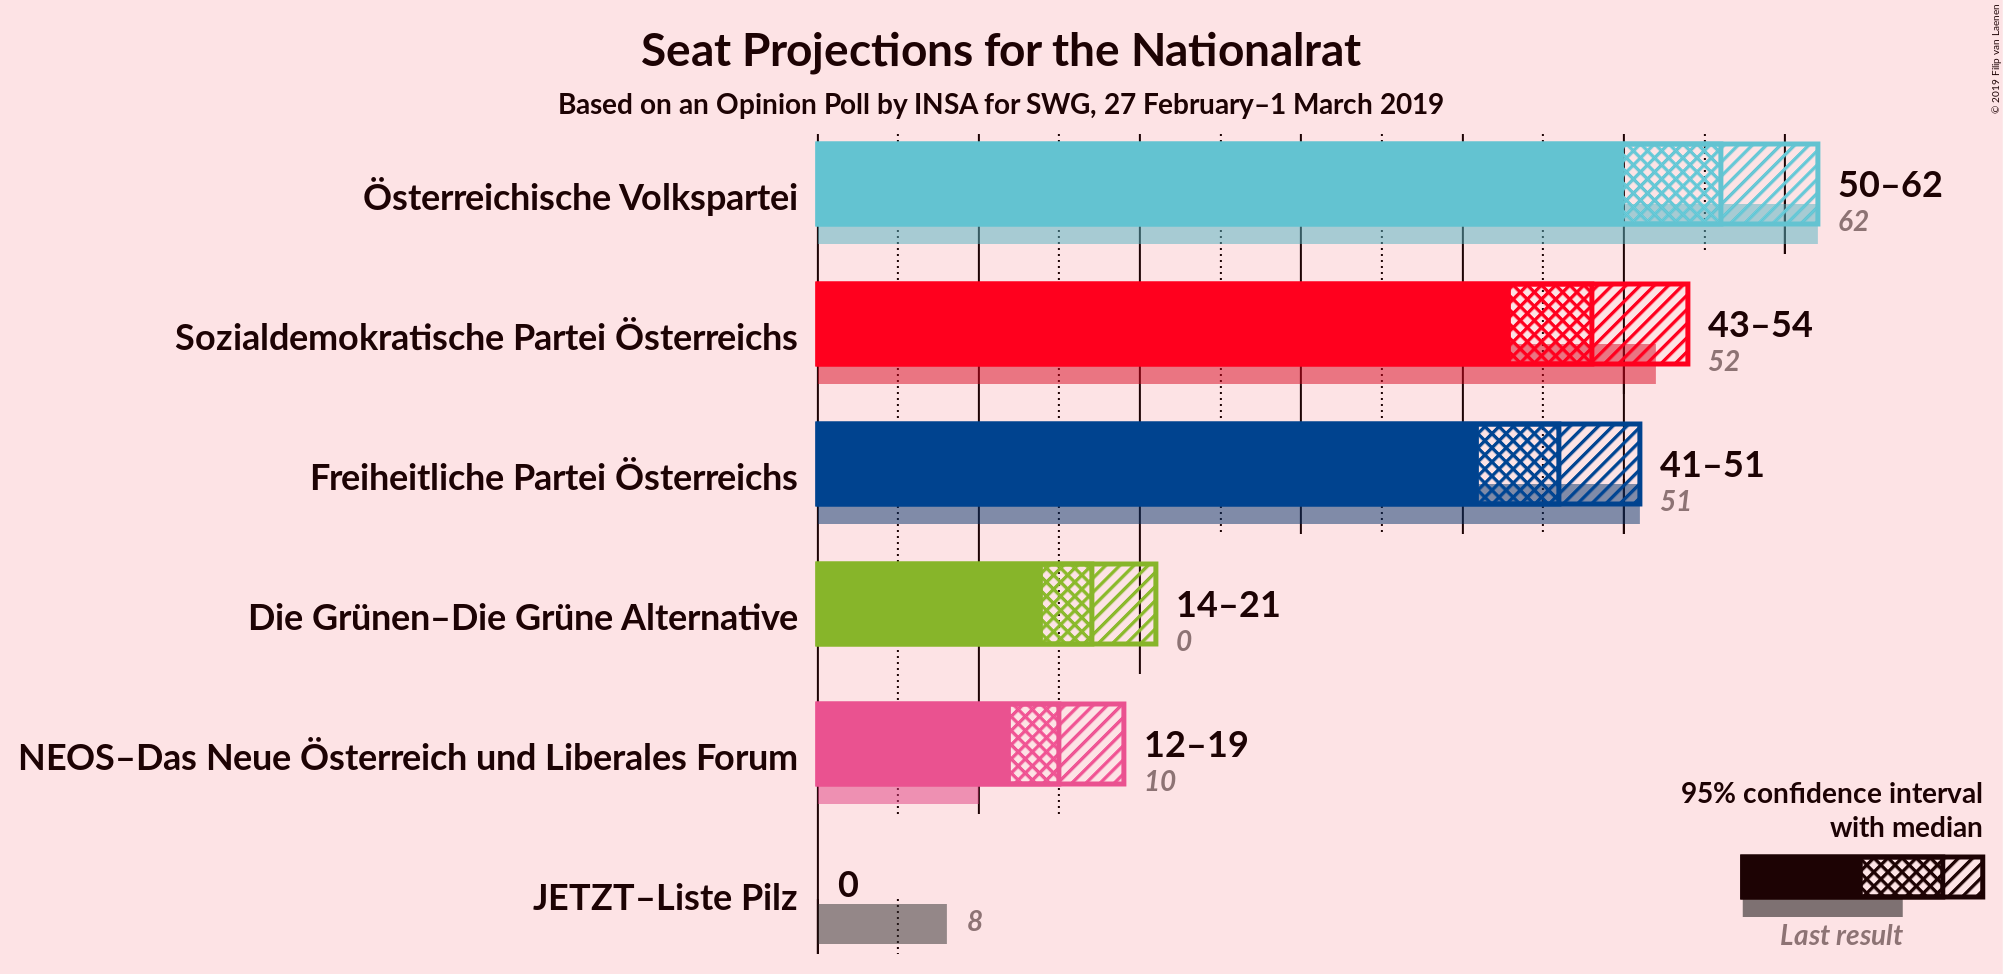 Seat Projections for the Nationalrat
Based on an Opinion Poll by INSA for SWG, 27 February–1 March 2019
© 2019 Filip van Laenen
Österreichische Volkspartei
50–62
62
Sozialdemokratische Partei Österreichs
43–54
52
Freiheitliche Partei Österreichs
41–51
51
Die Grünen–Die Grüne Alternative
14–21
0
NEOS–Das Neue Österreich und Liberales Forum
12–19
10
JETZT–Liste Pilz
0
8
95% confidence interval
with median
Last result